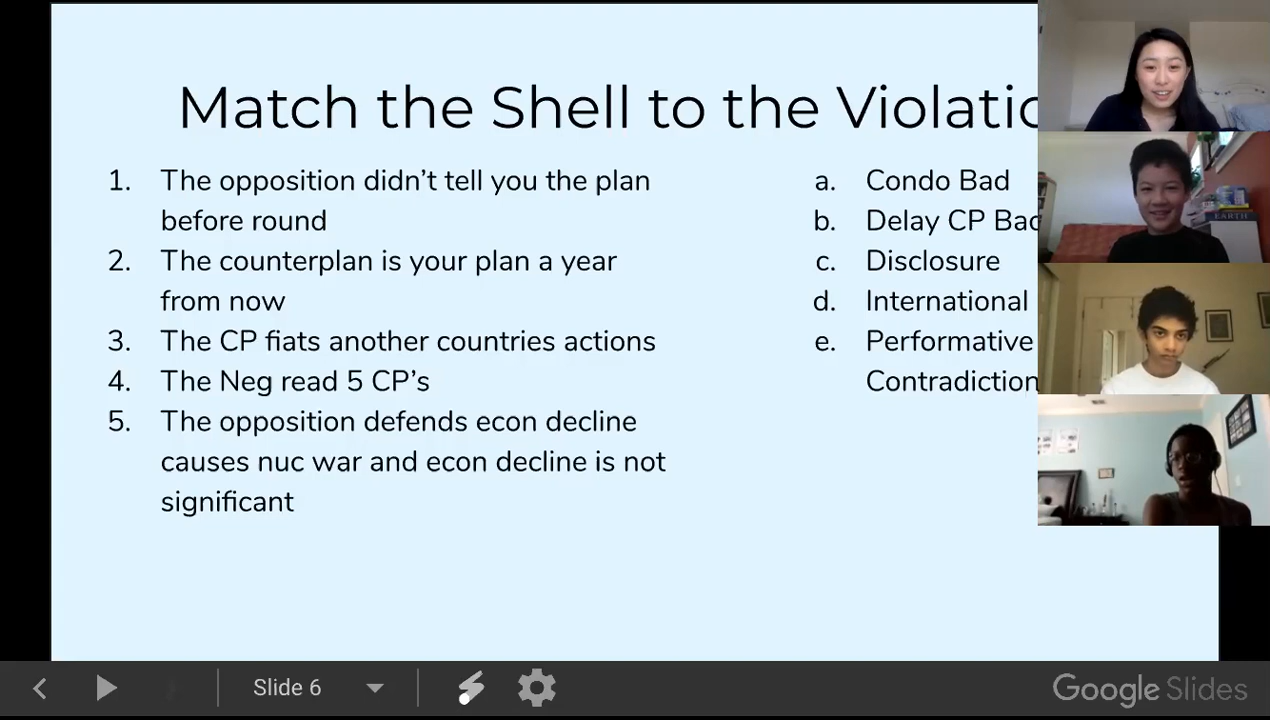 Match the Shell to the Violatio
1. The opposition didn't tell you the plan
before round
2. The counterplan is your plan a year
from now
3. The CP fiats another countries actions
4. The Neg read 5 CP's
5. The opposition defends econ decline
causes nuc war and econ decline is not
significant
a. Condo Bad
b. Delay CP Bad
c. Disclosure
d. International
e. Performative
Contradiction
EARTH
Slide 6
Google Slides